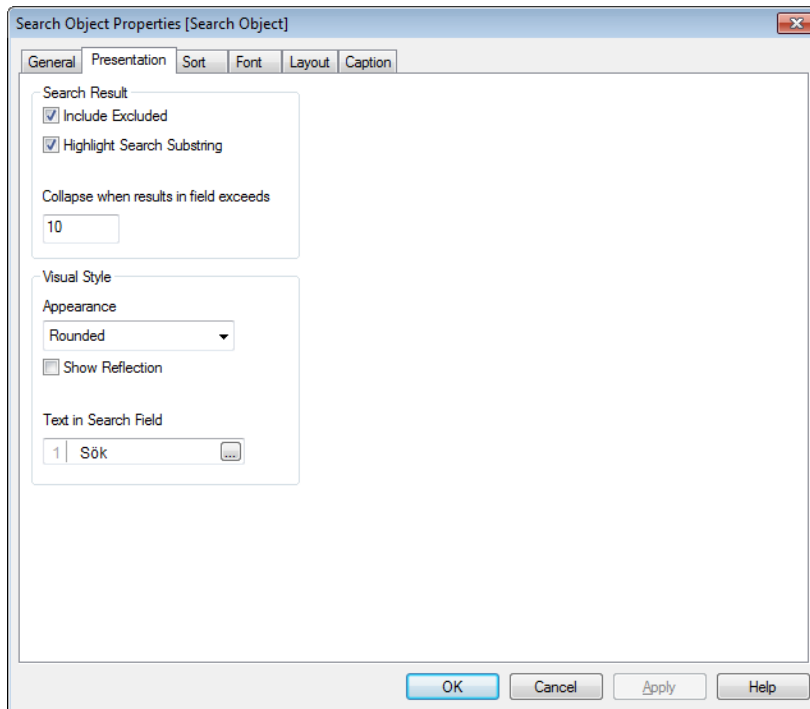 Search Object Properties [Search Object]
General Presentation Sort Font Layout Caption
Search Result
Include Excluded
Highlight Search Substring
Collapse when results in field exceeds
10
Visual Style
Appearance
Rounded
Show Reflection
Text in Search Field
1 Sök ...
OK Cancel Apply Help